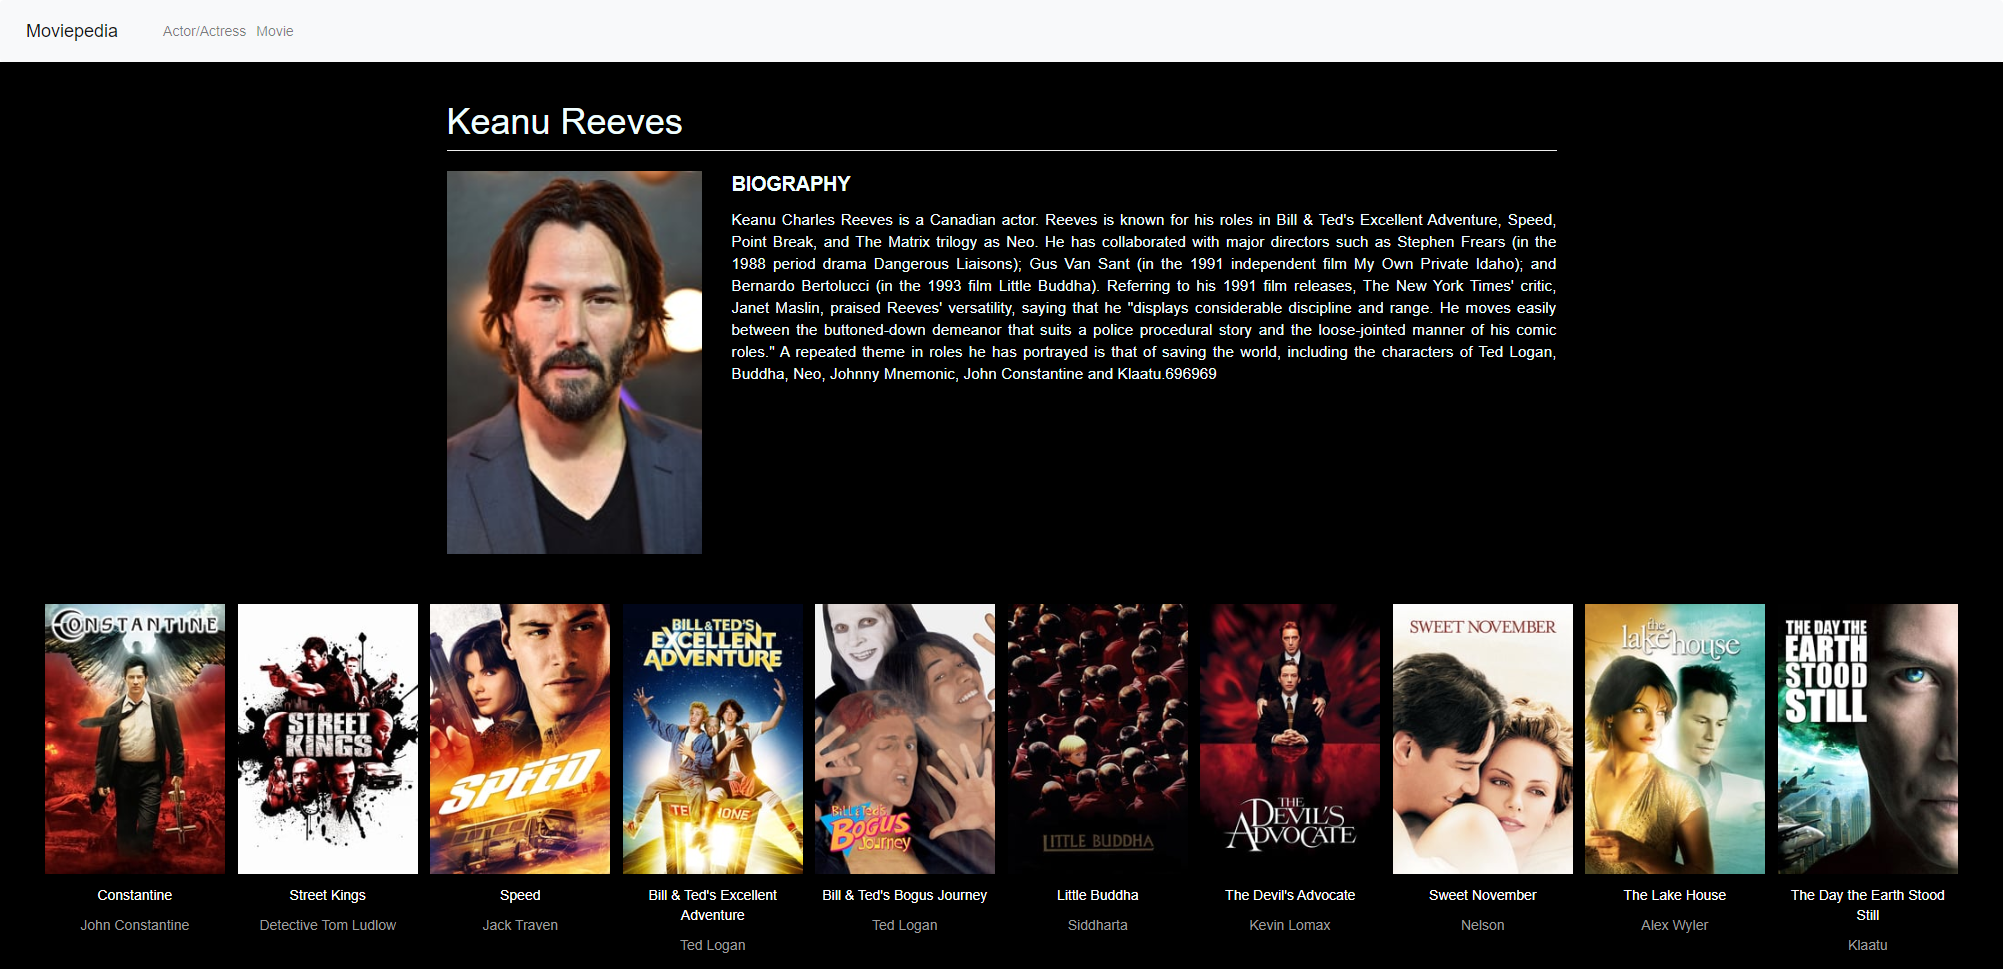 Moviepedia Actor/Actress Movie
Keanu Reeves
BIOGRAPHY
Keanu Charles Reeves is a Canadian actor. Reeves is known for his roles in Bill & Ted's Excellent Adventure, Speed,
Point Break, and The Matrix trilogy as Neo. He has collaborated with major directors such as Stephen Frears (in the
1988 period drama Dangerous Liaisons); Gus Van Sant (in the 1991 independent film My Own Private Idaho); and
Bernardo Bertolucci (in the 1993 film Little Buddha). Referring to his 1991 film releases, The New York Times' critic,
Janet Maslin, praised Reeves' versatility, saying that he "displays considerable discipline and range. He moves easily
between the buttoned-down demeanor that suits a police procedural story and the loose-jointed manner of his comic
roles." A repeated theme in roles he has portrayed is that of saving the world, including the characters of Ted Logan,
Buddha, Neo, Johnny Mnemonic, John Constantine and Klaatu.696969
CONSTANTINE
STREET
KINGS
SPEED
BILL & TED'S
EXCELLENT
ADVENTURE
TE IONE
Bill & Ted's
BOGUS
Journey
LITTLE BUDDHA
THE
DEVIL'S
ADVOCATE
SWEET NOVEMBER
the
lake house
THE DAY THE
EARTH
STOOD
STILL
Constantine
John Constantine
Street Kings
Detective Tom Ludlow
Speed
Jack Traven
Bill & Ted's Excellent
Adventure
Ted Logan
Bill & Ted's Bogus Journey
Ted Logan
Little Buddha
Siddharta
The Devil's Advocate
Kevin Lomax
Sweet November
Nelson
The Lake House
Alex Wyler
The Day the Earth Stood
Still
Klaatu